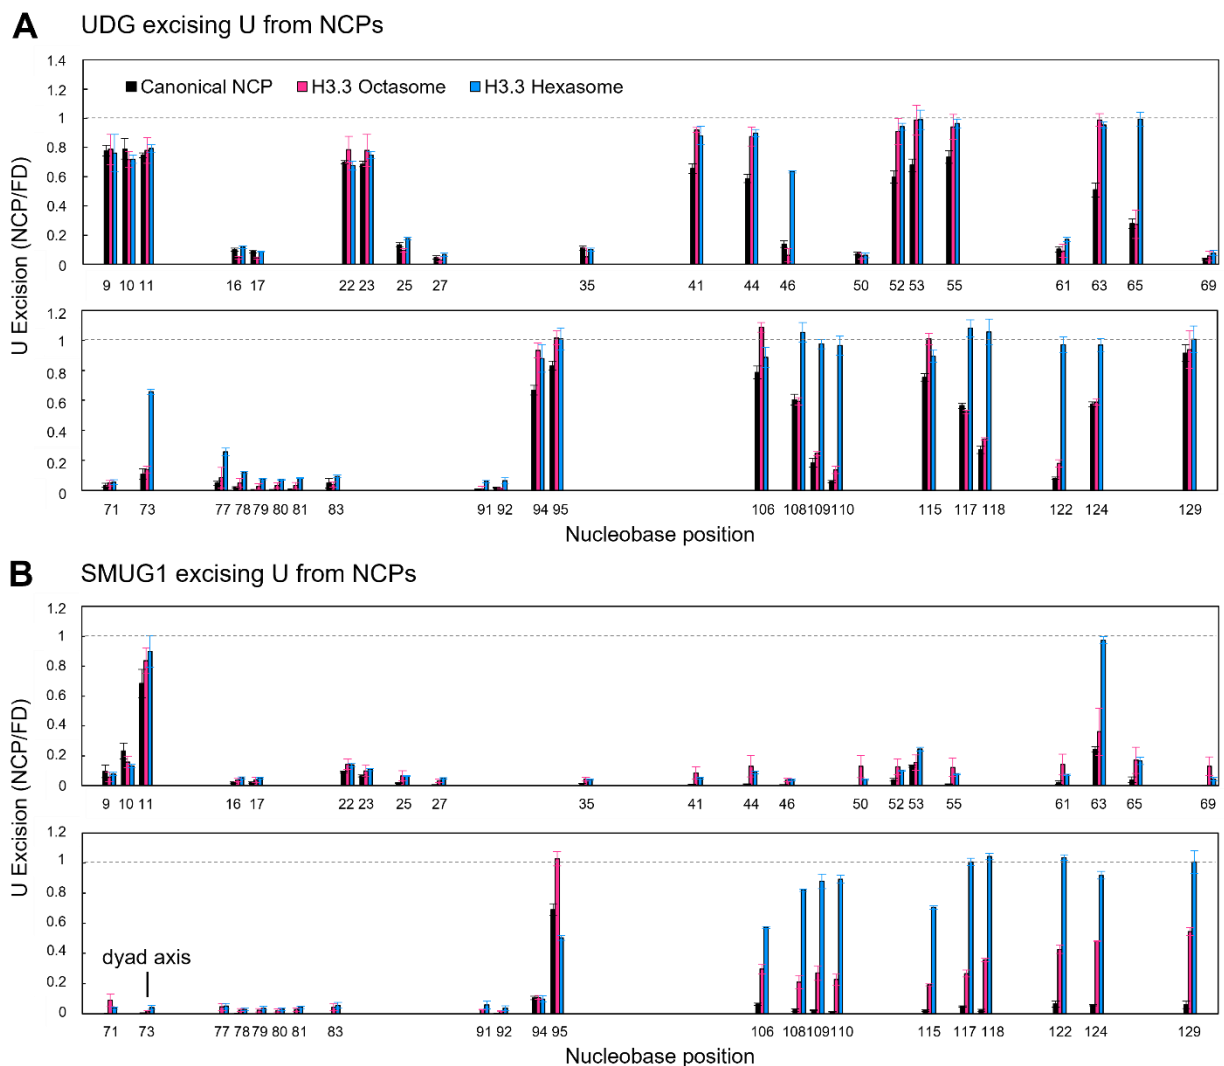 A UDG excising U from NCPs
1.4
1.2
1
0.8
0.6
0.4
0.2
0
Canonical NCP H3.3 Octasome H3.3 Hexasome
9 10 11 16 17 22 23 25 27 35 41 44 46 50 52 53 55 61 63 65 69
U Excision (NCP/FD)
1.2
1
0.8
0.6
0.4
0.2
0
71 73 77 78 79 80 81 83 91 92 94 95 106 108 109 110 115 117 118 122 124 129
Nucleobase position
B SMUG1 excising U from NCPs
1.2
1
0.8
0.6
0.4
0.2
0
9 10 11 16 17 22 23 25 27 35 41 44 46 50 52 53 55 61 63 65 69
U Excision (NCP/FD)
1.2
1
0.8
0.6
0.4
0.2
0
dyad axis
71 73 77 78 79 80 81 83 91 92 94 95 106 108 109 110 115 117 118 122 124 129
Nucleobase position